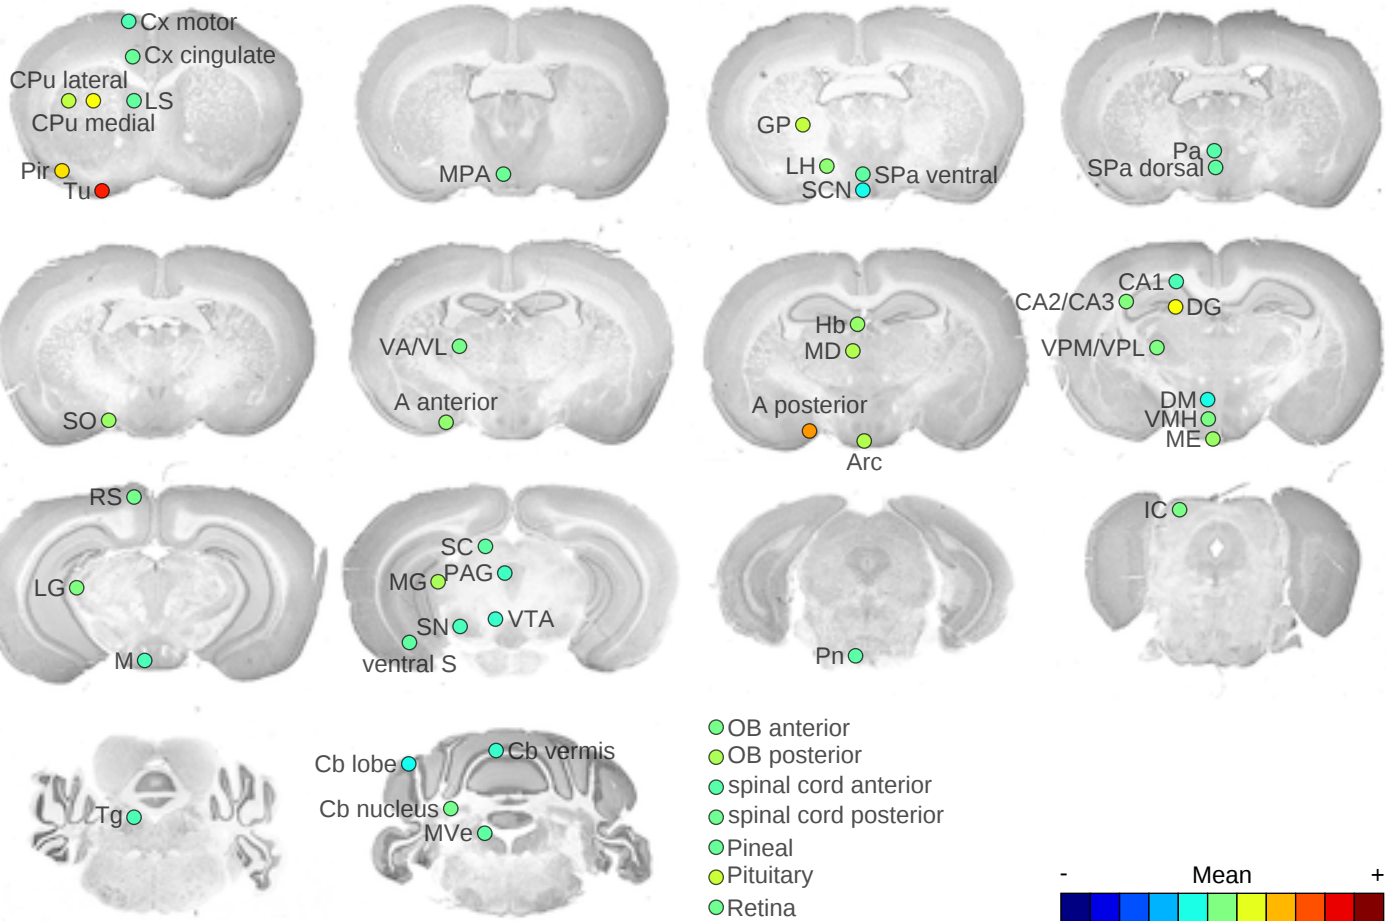 Cx motor
Cx cingulate
CPu lateral
LS
CPu medial
Pir
Tu
MPA
GP
LH
SPa ventral
SCN
Pa
SPa dorsal
SO
VA/VL
A anterior
Hb
MD
A posterior
Arc
CA1
CA2/CA3
DG
VPM/VPL
DM
VMH
ME
RS
LG
M
SC
PAG
MG
VTA
SN
ventral S
Pn
IC
Tg
Cb vermis
Cb lobe
Cb nucleus
MVe
OB anterior
OB posterior
spinal cord anterior
spinal cord posterior
Pineal
Pituitary
Retina
- Mean +